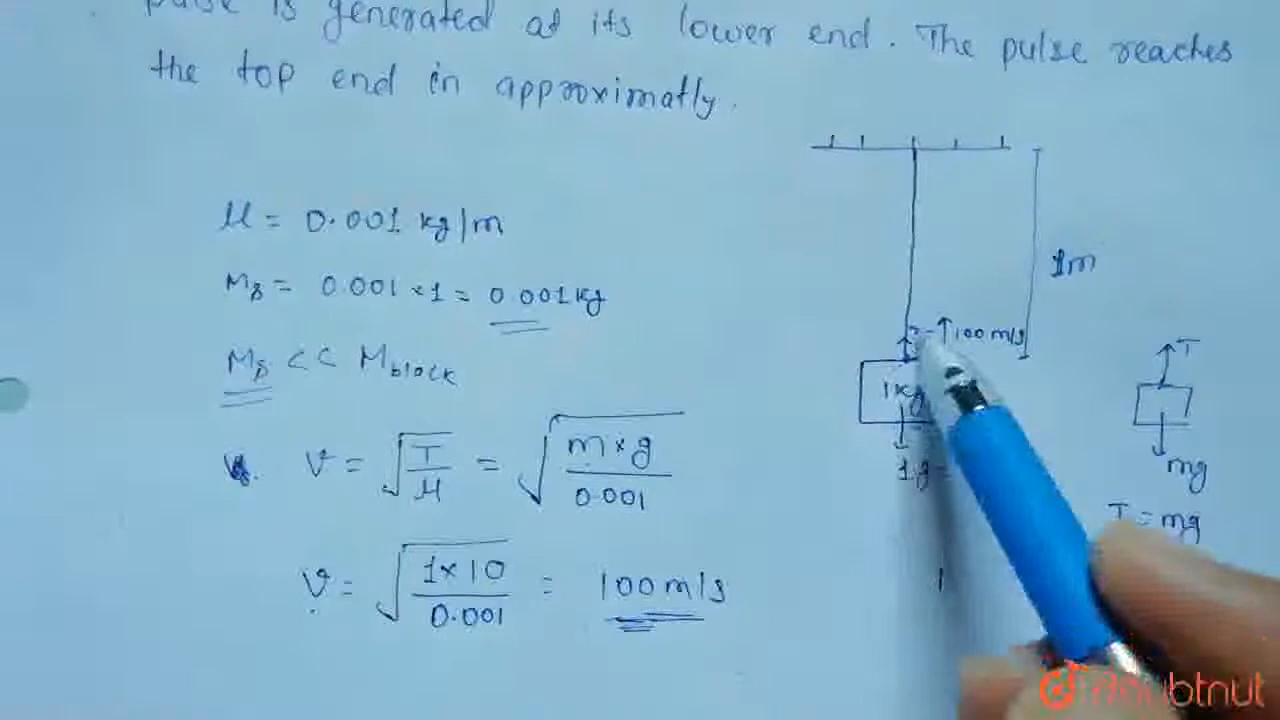 pulse is generated at its lower end. The pulse reaches
the top end in approximatly.
μ = 0.001 kg/m
Ms = 0.001 × 1 = 0.001 kg
Ms << Mblock
v = √T/μ = √m×g/0.001
v = √1×10/0.001 = 100 m/s
1m
100 m/s
1kg
1g
T
mg
T = mg
doubtnut